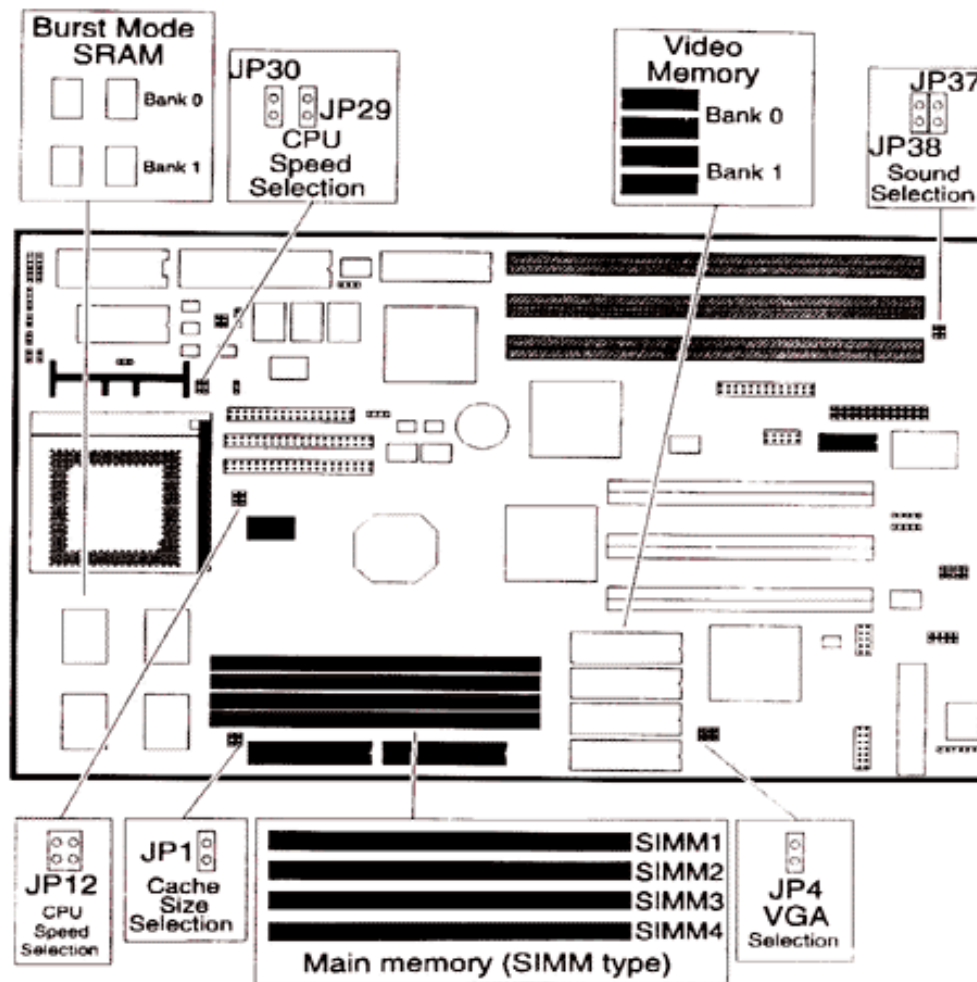 Burst Mode
SRAM
Bank 0
Bank 1
JP30
JP29
CPU
Speed
Selection
Video
Memory
Bank 0
Bank 1
JP37
JP38
Sound
Selection
JP12
CPU
Speed
Selection
JP1
Cache
Size
Selection
SIMM1
SIMM2
SIMM3
SIMM4
Main memory (SIMM type)
JP4
VGA
Selection